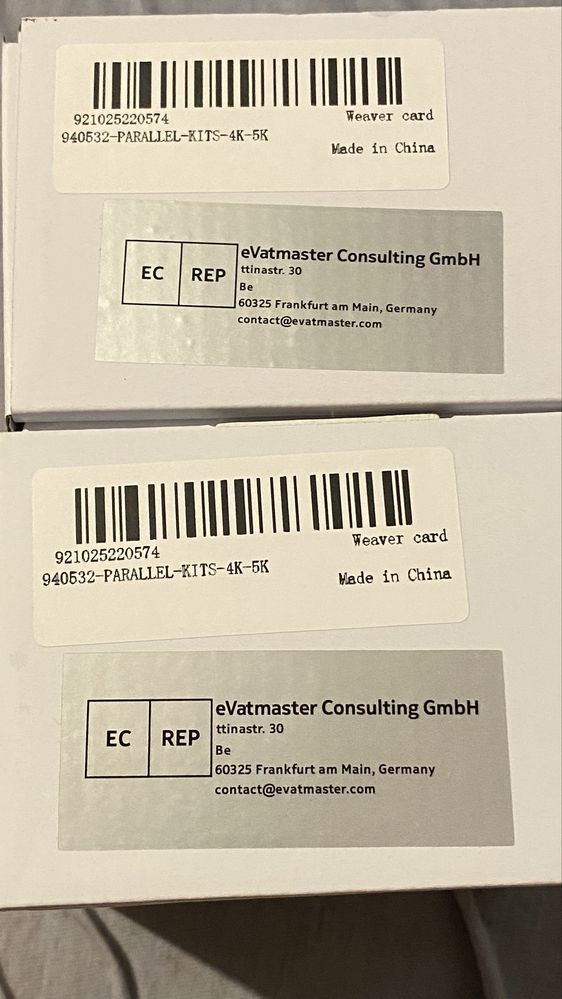 921025220574
Weaver card
940532-PARALLEL-KITS-4K-5K
Made in China
EC
REP
eVatmaster Consulting GmbH
ttinastr. 30
Be
60325 Frankfurt am Main, Germany
contact@evatmaster.com
921025220574
Weaver card
940532-PARALLEL-KITS-4K-5K
Made in China
EC
REP
eVatmaster Consulting GmbH
ttinastr. 30
Be
60325 Frankfurt am Main, Germany
contact@evatmaster.com